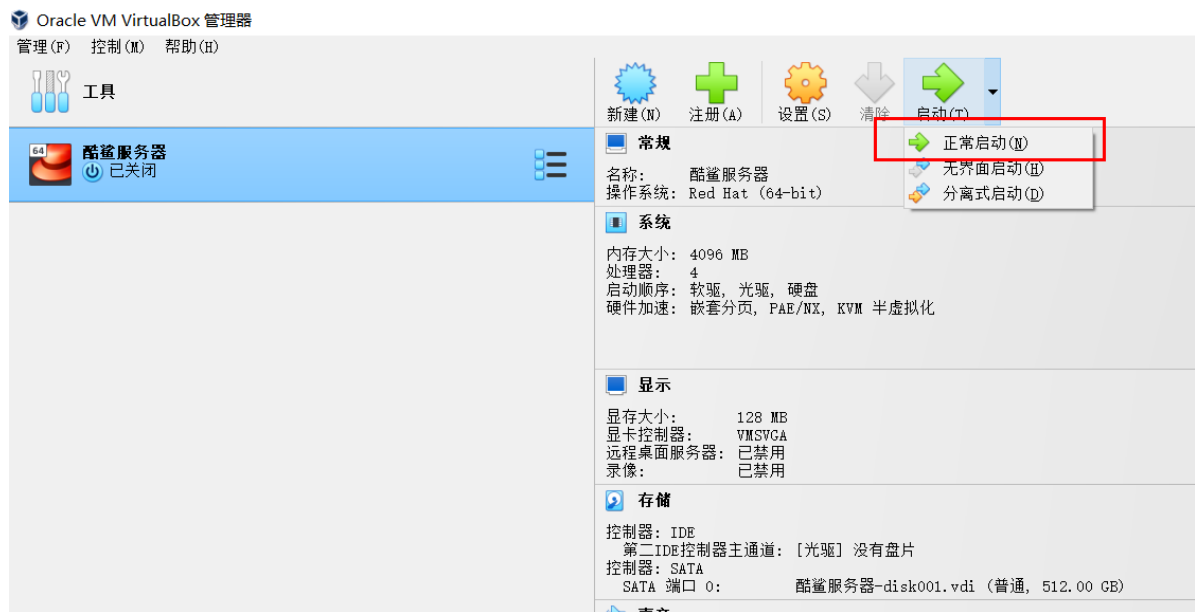 Oracle VM VirtualBox 管理器
管理(F) 控制(M) 帮助(H)
工具
新建(N) 注册(A) 设置(S) 清除 启动(T)
64
酷鲨服务器
已关闭
正常启动(N)
无界面启动(H)
分离式启动(D)
常规
名称: 酷鲨服务器
操作系统: Red Hat (64-bit)
系统
内存大小: 4096 MB
处理器: 4
启动顺序: 软驱, 光驱, 硬盘
硬件加速: 嵌套分页, PAE/NX, KVM 半虚拟化
显示
显存大小: 128 MB
显卡控制器: VMSVGA
远程桌面服务器: 已禁用
录像: 已禁用
存储
控制器: IDE
第二IDE控制器主通道: [光驱] 没有盘片
控制器: SATA
SATA 端口 0: 酷鲨服务器-disk001.vdi (普通, 512.00 GB)